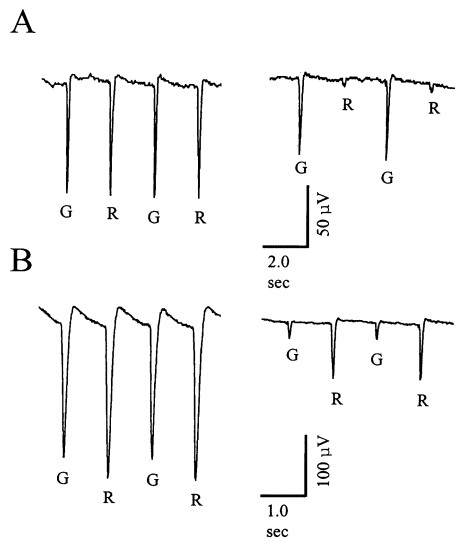 A
G R G R
G R G R
50 µV
2.0
sec
B
G R G R
G R G R
100 µV
1.0
sec